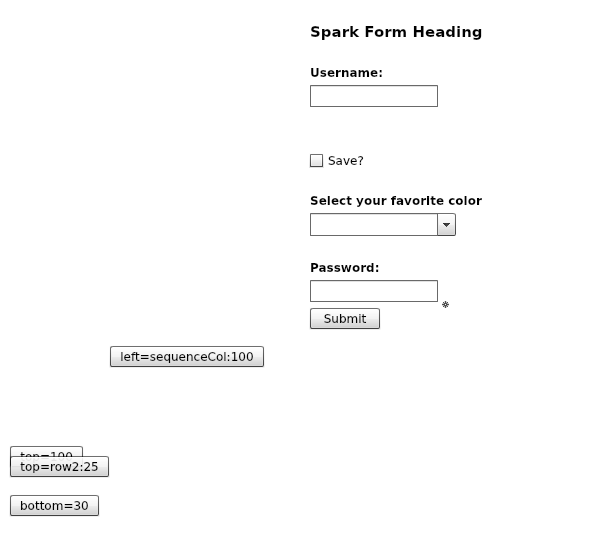 Spark Form Heading
Username:
Save?
Select your favorite color
Password:
Submit
left=sequenceCol:100
top=100
top=row2:25
bottom=30